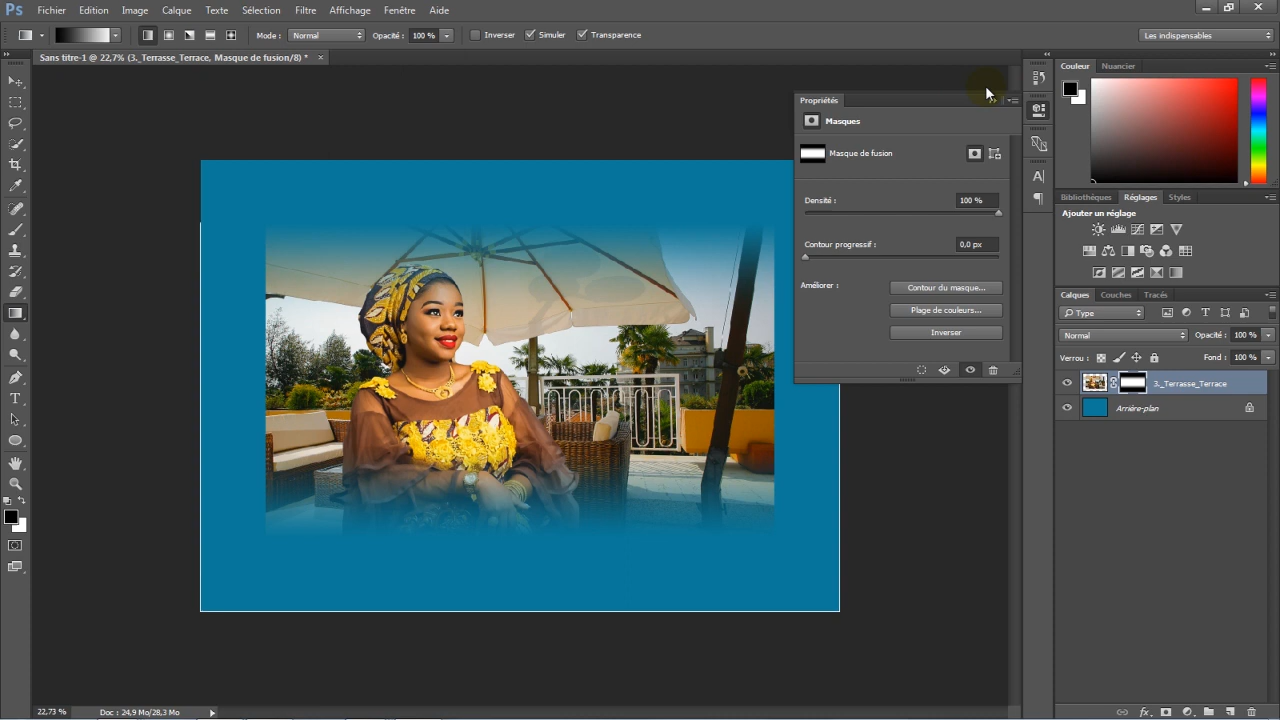 Ps Fichier Edition Image Calque Texte Sélection Filtre Affichage Fenêtre Aide
Mode : Normal Opacité : 100 % Inverser Simuler Transparence Les indispensables
Sans titre-1 @ 22,7% (3._Terrasse_Terrace, Masque de fusion/8) * ×
Couleur Nuancier
Propriétés
Masques
Masque de fusion
Densité : 100 %
Contour progressif : 0,0 px
Améliorer : Contour du masque...
Plage de couleurs...
Inverser
Bibliothèques Réglages Styles
Ajouter un réglage
Calques Couches Tracés
Type
Normal Opacité : 100 %
Verrou : Fond : 100 %
3._Terrasse_Terrace
Arrière-plan
22,73 % Doc : 24,9 Mo/28,3 Mo